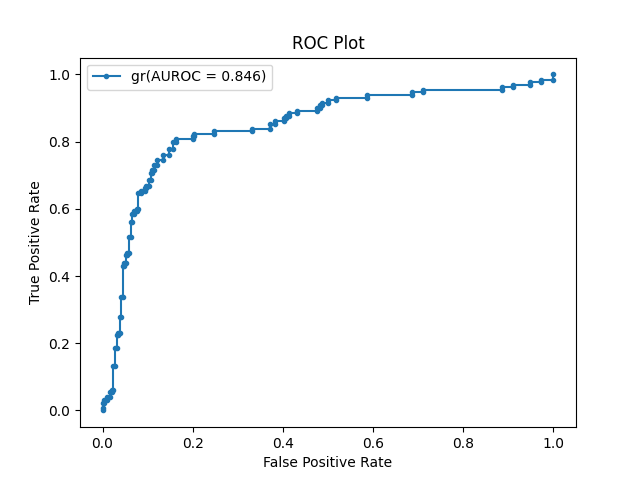 ROC Plot
gr(AUROC = 0.846)
1.0
0.8
0.6
0.4
0.2
0.0
True Positive Rate
0.0 0.2 0.4 0.6 0.8 1.0
False Positive Rate